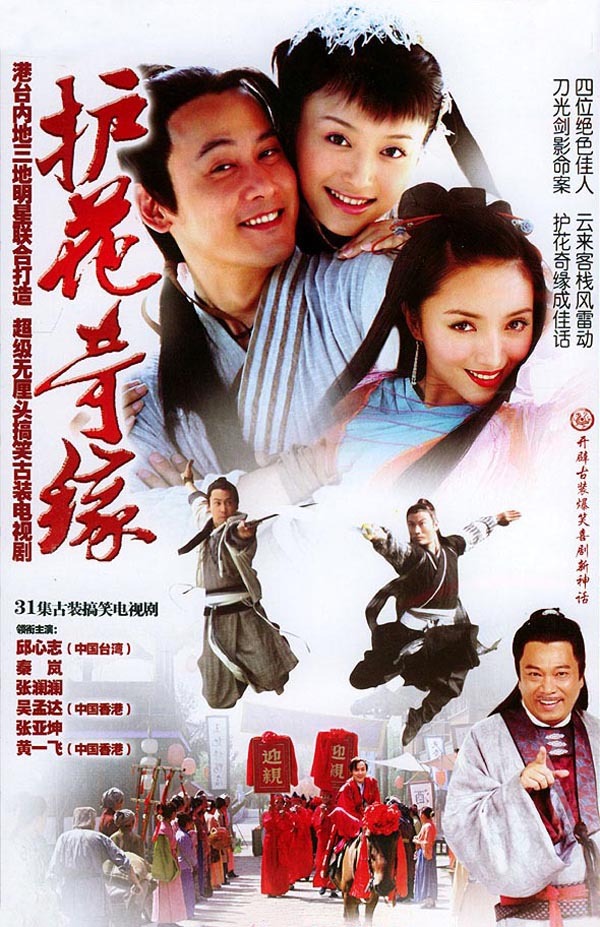 护花奇缘
港台内地三地明星联合打造 超级无厘头搞笑古装电视剧
四位绝色佳人 云来客栈风雷动
刀光剑影命案 护花奇缘成佳话
开辟古装爆笑喜剧新神话
31集古装搞笑电视剧
领衔主演:
邱心志(中国台湾)
秦岚
张澜澜
吴孟达(中国香港)
张亚坤
黄一飞(中国香港)
迎親
迎親